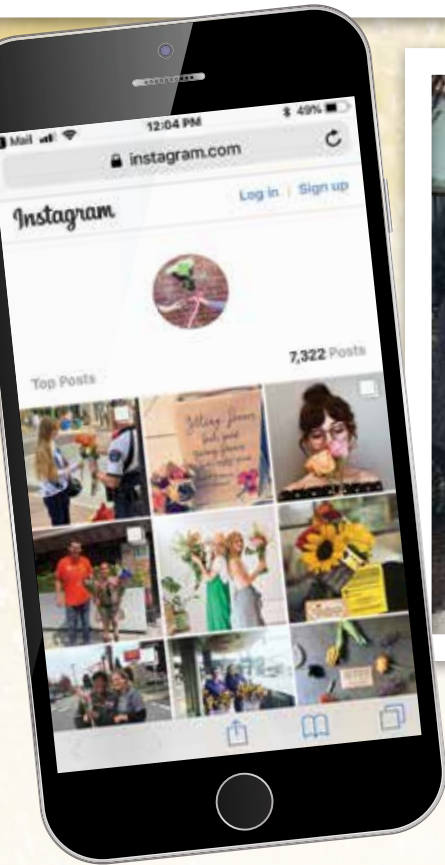 Mail 12:04 PM 49%
instagram.com
Instagram Log in | Sign up
7,322 Posts
Top Posts